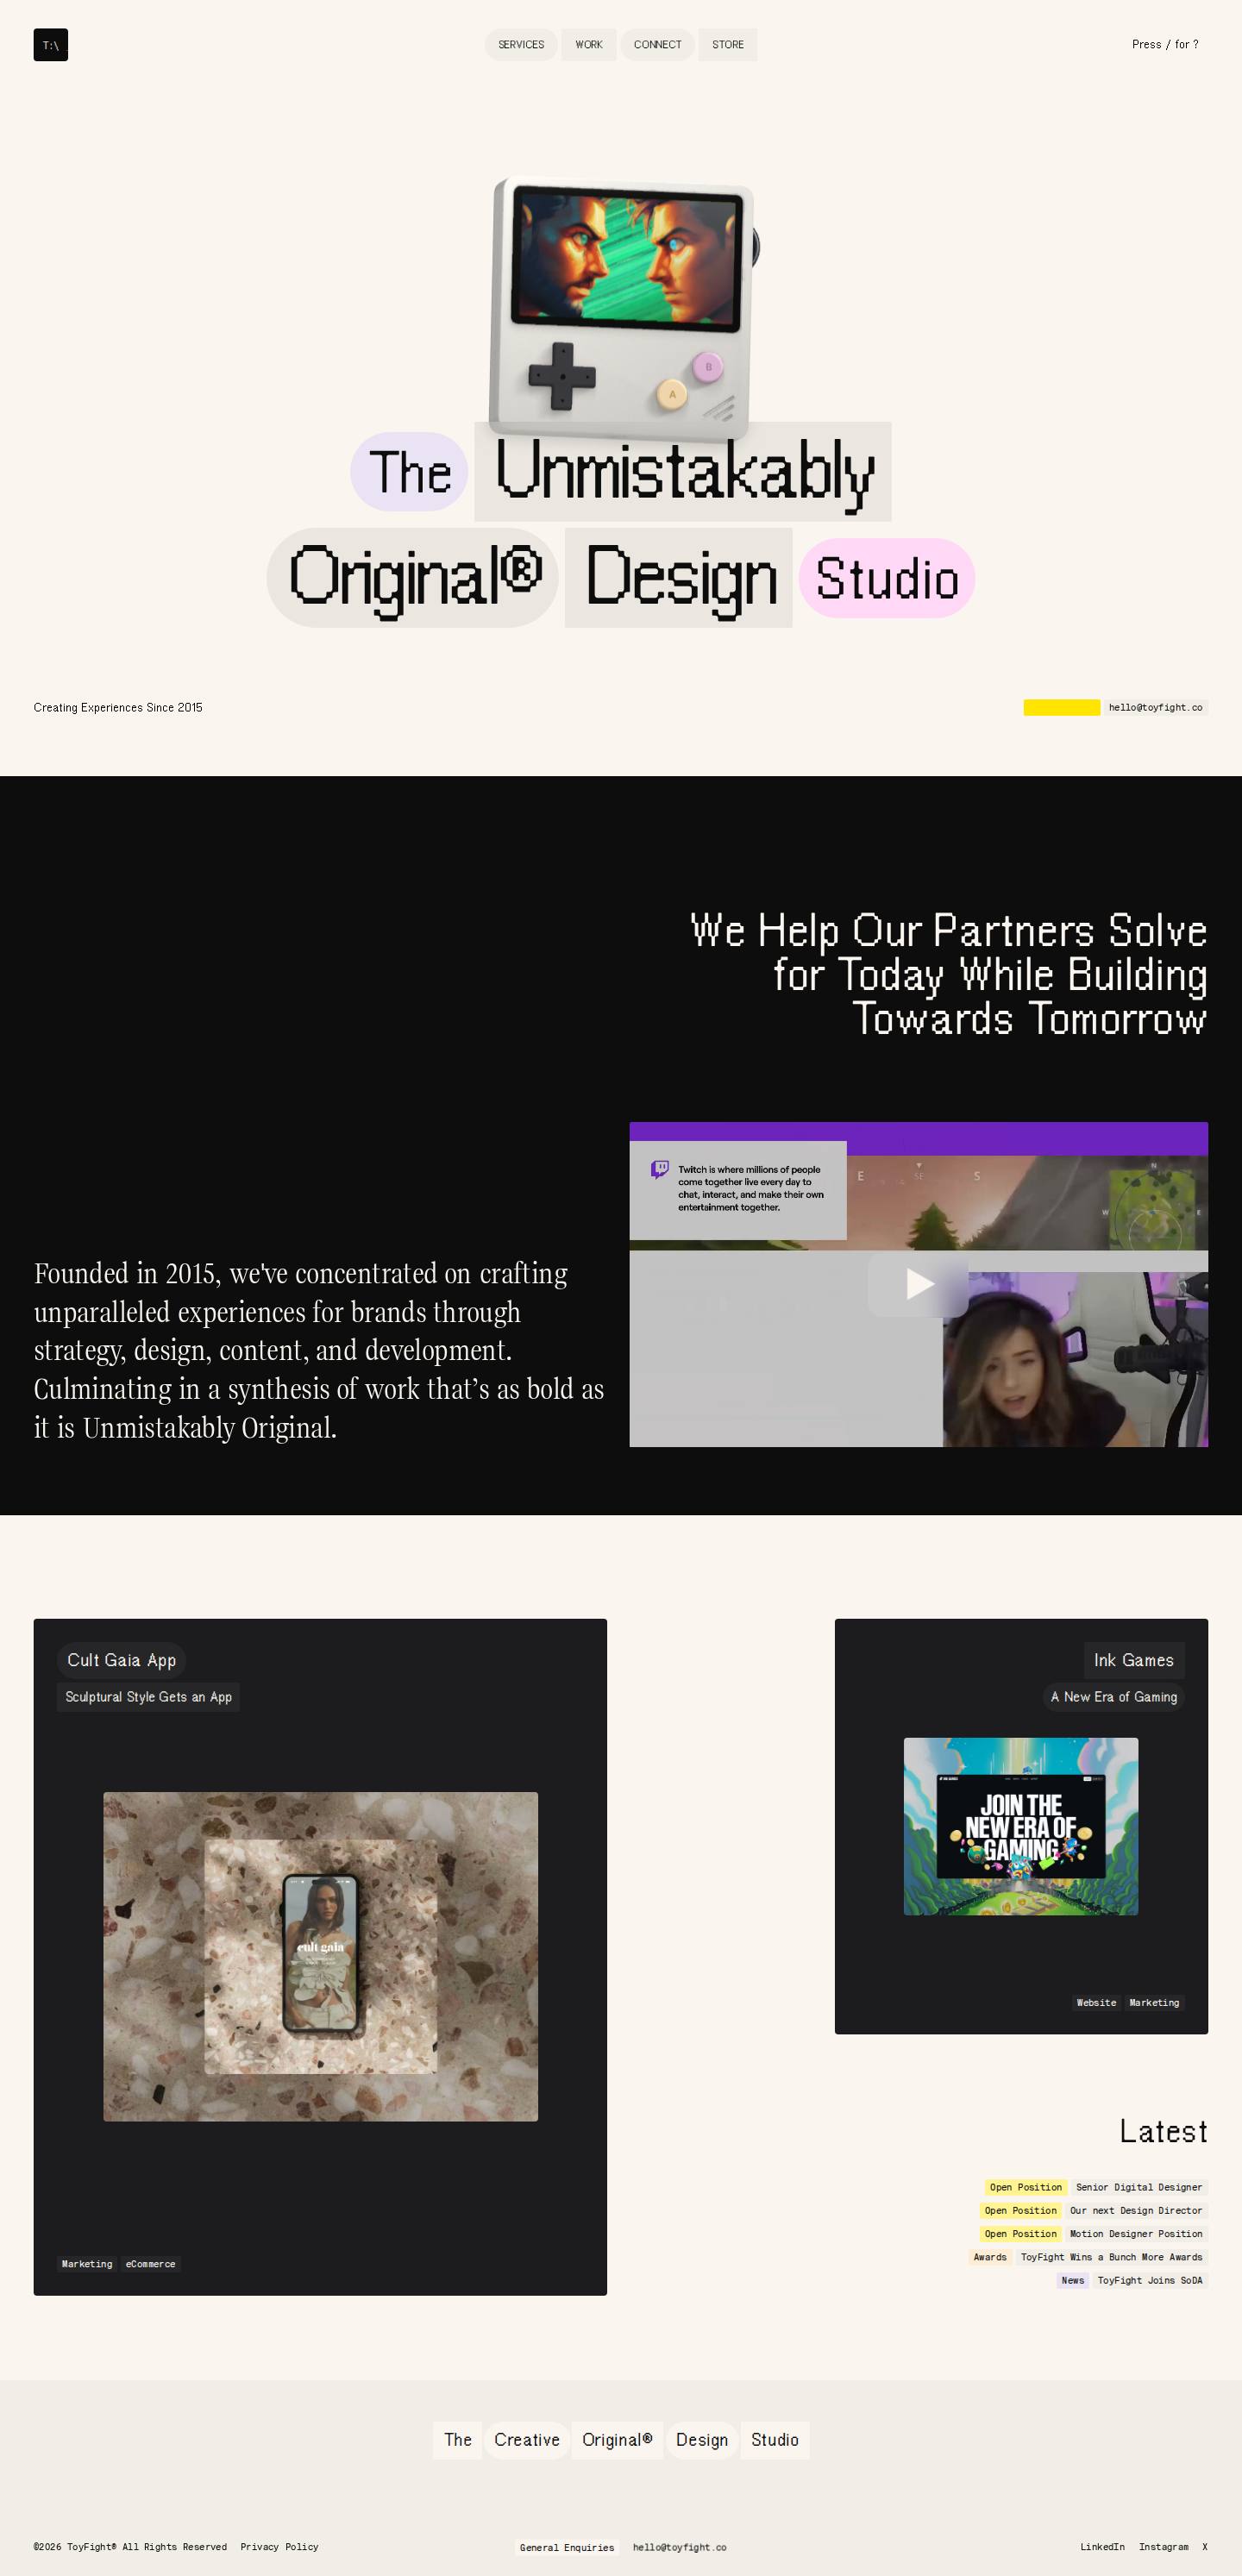 T:\
SERVICES WORK CONNECT STORE
Press / for ?
B
A
The Unmistakably
Original® Design Studio
Creating Experiences Since 2015
hello@toyfight.co
We Help Our Partners Solve
for Today While Building
Towards Tomorrow
Twitch is where millions of people
come together live every day to
chat, interact, and make their own
entertainment together.
E SE S
N
W E
Founded in 2015, we've concentrated on crafting
unparalleled experiences for brands through
strategy, design, content, and development.
Culminating in a synthesis of work that’s as bold as
it is Unmistakably Original.
Cult Gaia App
Sculptural Style Gets an App
cult gaia
Marketing eCommerce
Ink Games
A New Era of Gaming
JOIN THE
NEW ERA OF
GAMING
Website Marketing
Latest
Open Position Senior Digital Designer
Open Position Our next Design Director
Open Position Motion Designer Position
Awards ToyFight Wins a Bunch More Awards
News ToyFight Joins SoDA
The Creative Original® Design Studio
©2026 ToyFight® All Rights Reserved Privacy Policy
General Enquiries hello@toyfight.co
LinkedIn Instagram X